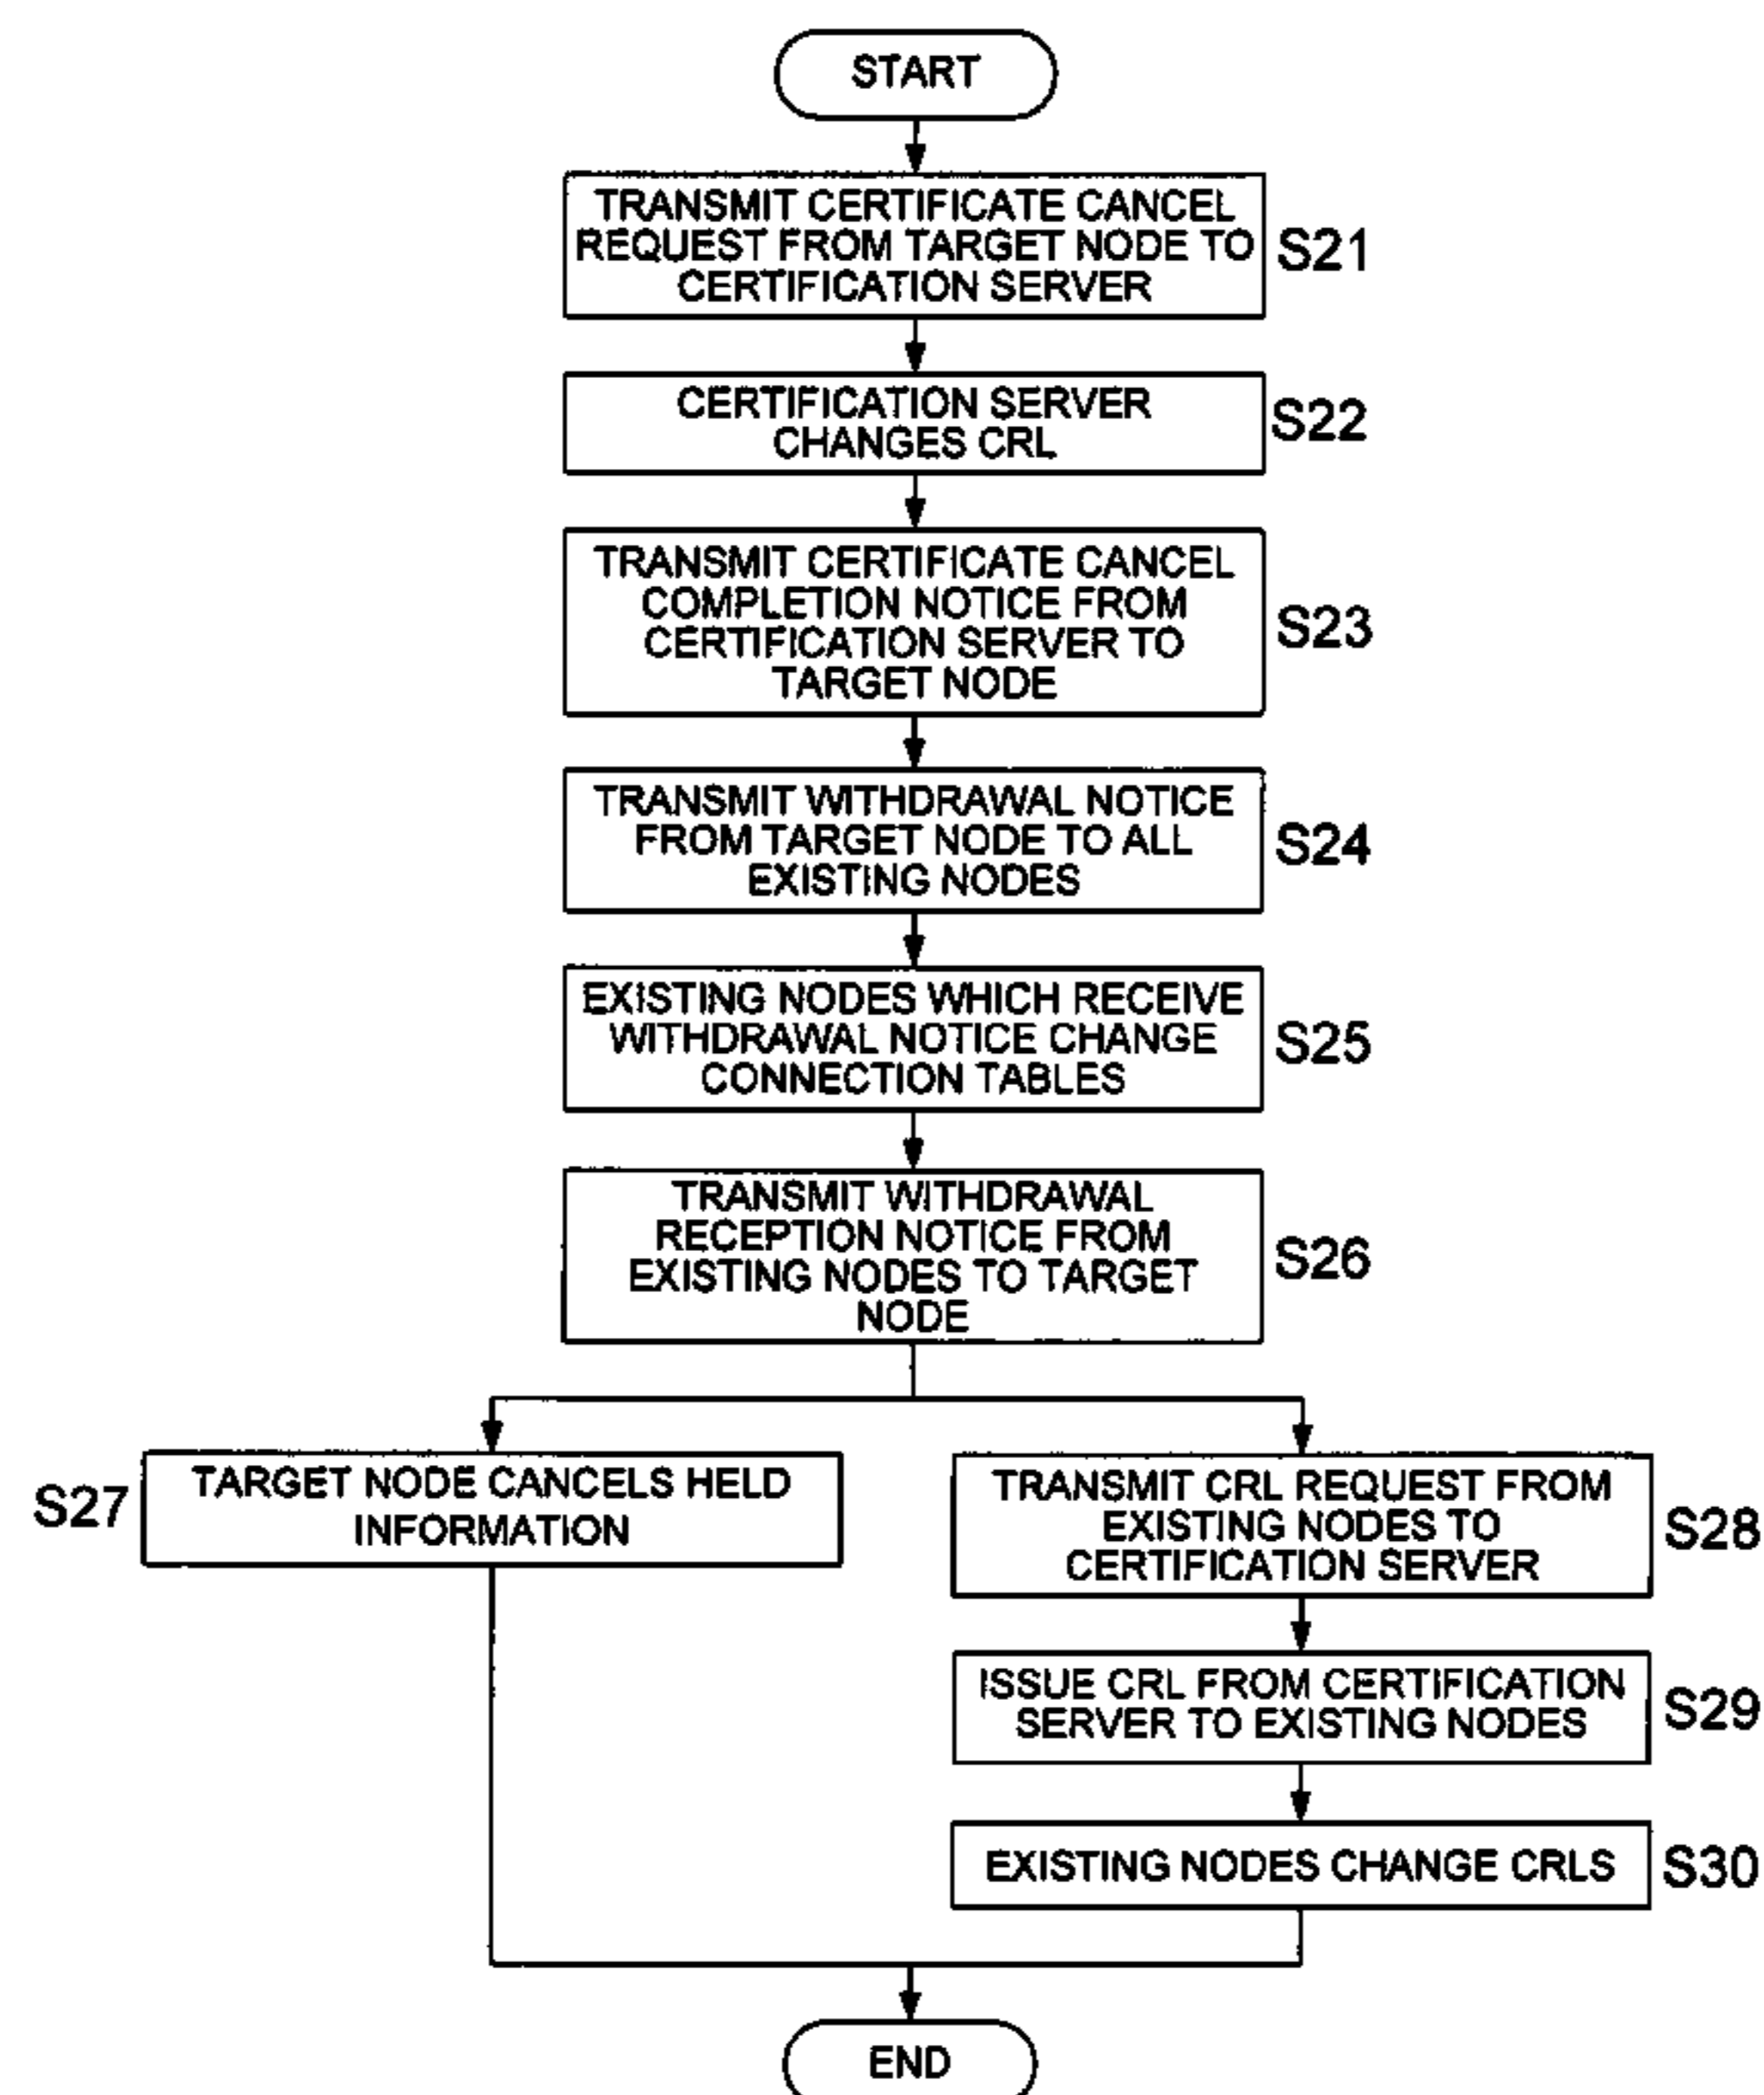 START
TRANSMIT CERTIFICATE CANCEL
REQUEST FROM TARGET NODE TO
CERTIFICATION SERVER
S21
CERTIFICATION SERVER
CHANGES CRL
S22
TRANSMIT CERTIFICATE CANCEL
COMPLETION NOTICE FROM
CERTIFICATION SERVER TO
TARGET NODE
S23
TRANSMIT WITHDRAWAL NOTICE
FROM TARGET NODE TO ALL
EXISTING NODES
S24
EXISTING NODES WHICH RECEIVE
WITHDRAWAL NOTICE CHANGE
CONNECTION TABLES
S25
TRANSMIT WITHDRAWAL
RECEPTION NOTICE FROM
EXISTING NODES TO TARGET
NODE
S26
S27
TARGET NODE CANCELS HELD
INFORMATION
TRANSMIT CRL REQUEST FROM
EXISTING NODES TO
CERTIFICATION SERVER
S28
ISSUE CRL FROM CERTIFICATION
SERVER TO EXISTING NODES
S29
EXISTING NODES CHANGE CRLS
S30
END